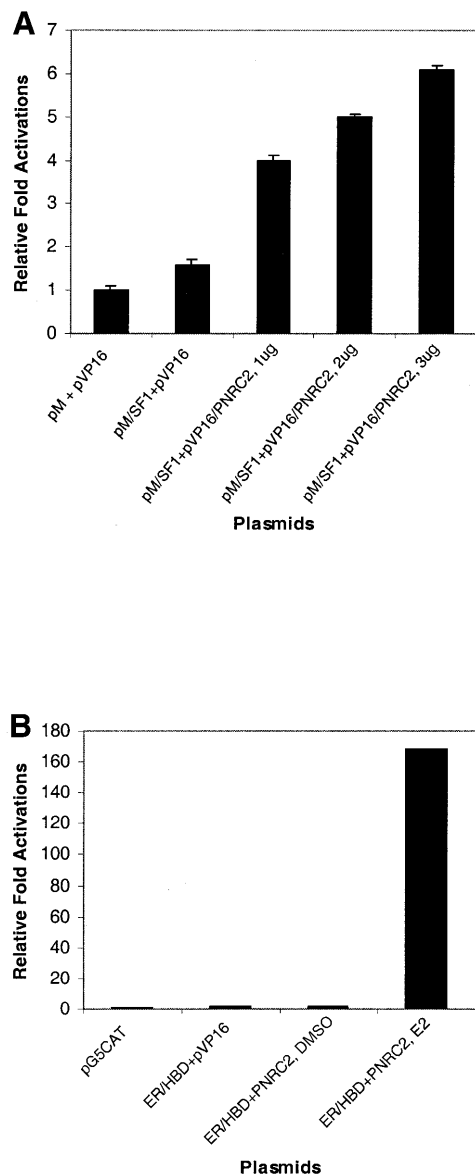 A
7
6
5
4
3
2
1
0
Relative Fold Activations
pM + pVP16
pM/SF1+pVP16
pM/SF1+pVP16/PNRC2, 1ug
pM/SF1+pVP16/PNRC2, 2ug
pM/SF1+pVP16/PNRC2, 3ug
Plasmids
B
180
160
140
120
100
80
60
40
20
0
Relative Fold Activations
pG5CAT
ER/HBD+pVP16
ER/HBD+PNRC2, DMSO
ER/HBD+PNRC2, E2
Plasmids